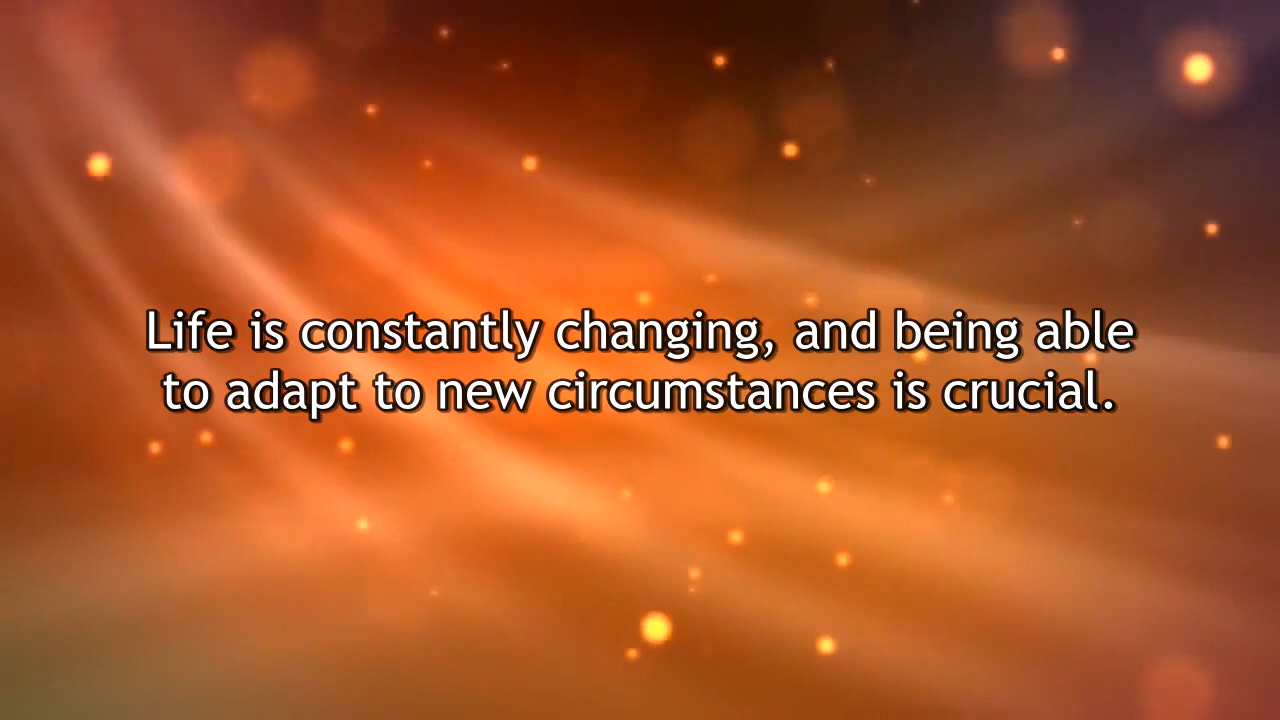 Life is constantly changing, and being able
to adapt to new circumstances is crucial.